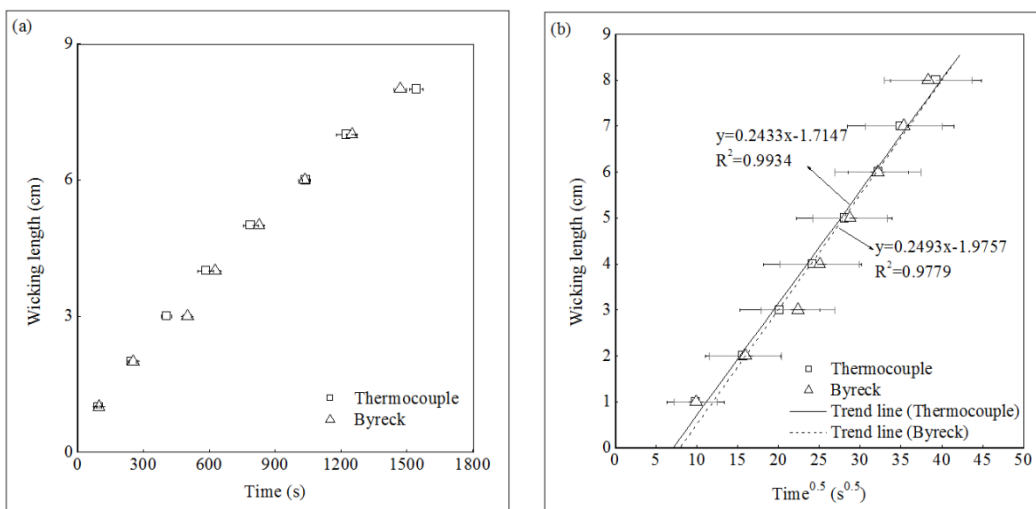 (a)
9
6
3
0
Wicking length (cm)
Thermocouple
Byreck
0
300
600
900
1200
1500
1800
Time (s)
(b)
9
8
7
6
5
4
3
2
1
0
Wicking length (cm)
y=0.2433x-1.7147
R²=0.9934
y=0.2493x-1.9757
R²=0.9779
Thermocouple
Byreck
Trend line (Thermocouple)
Trend line (Byreck)
0
5
10
15
20
25
30
35
40
45
50
Time^0.5 (s^0.5)